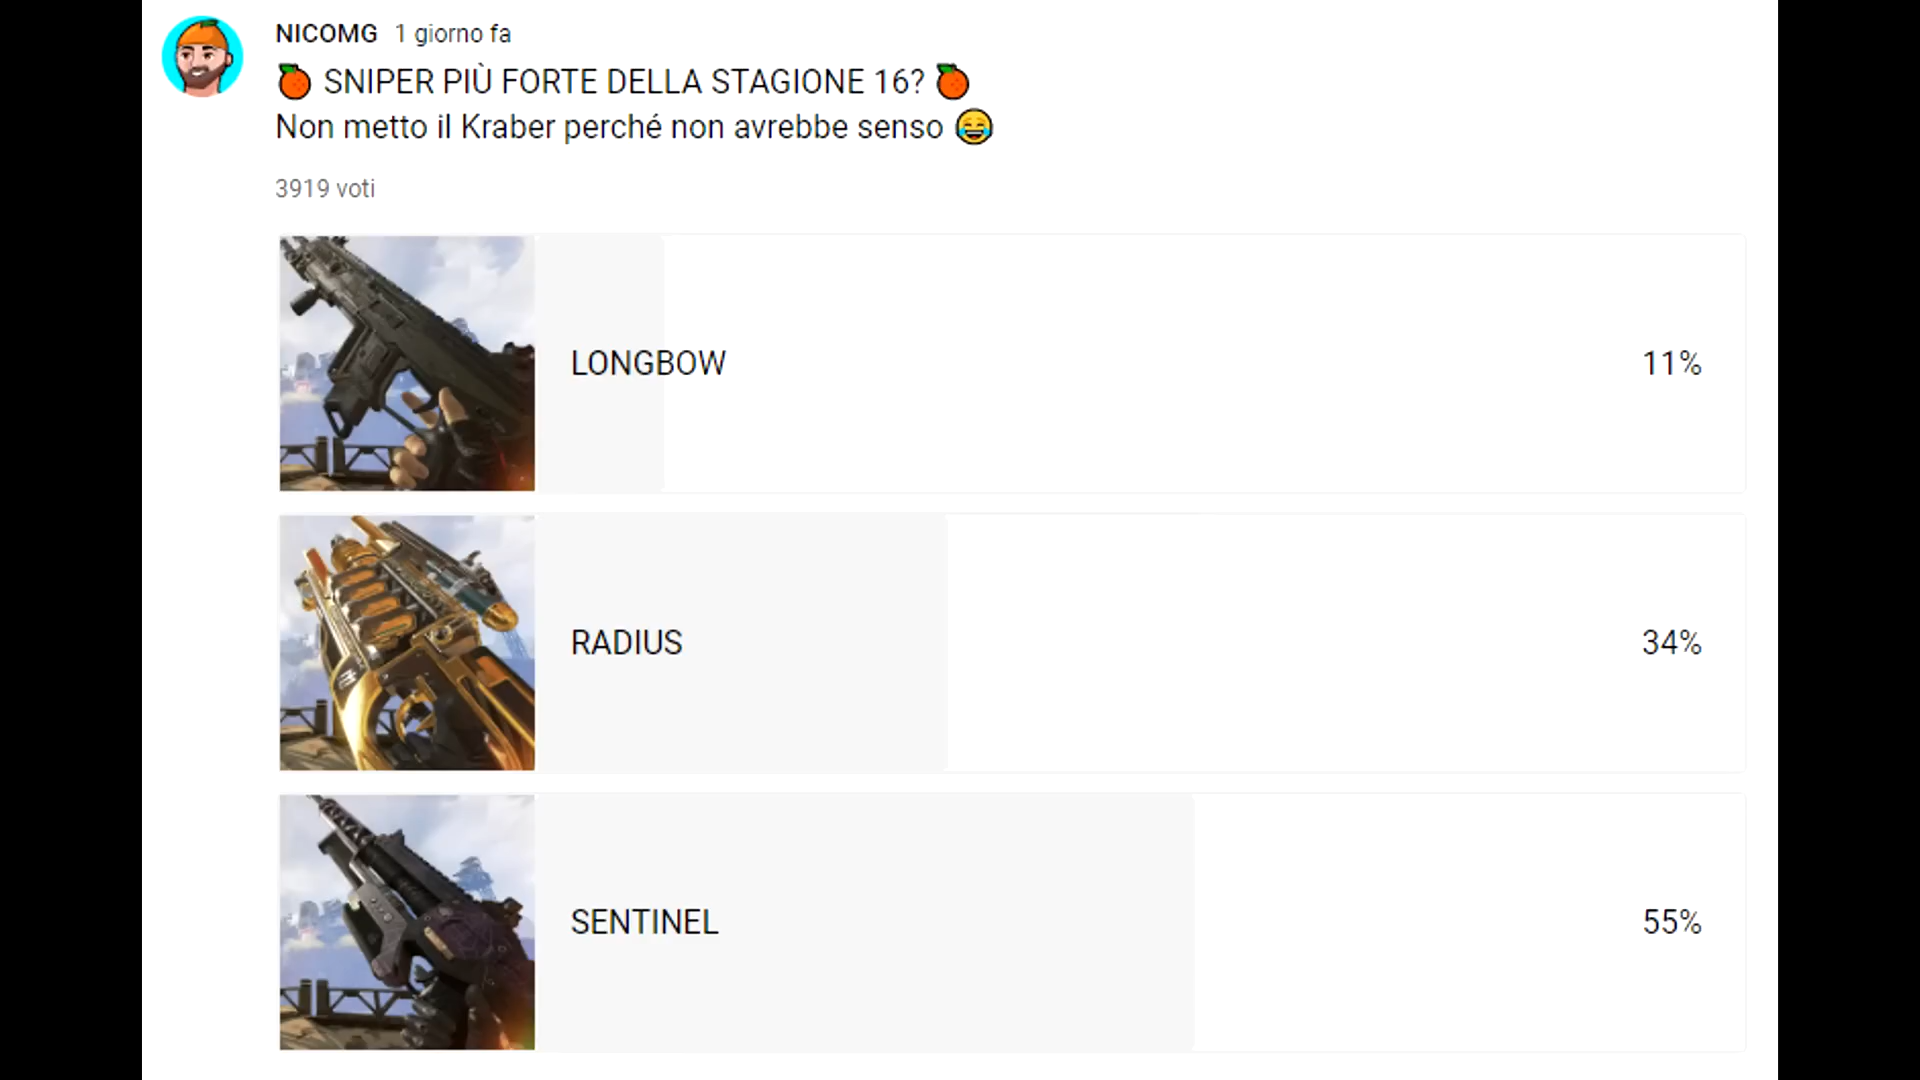 NICOMG 1 giorno fa
🍊 SNIPER PIÙ FORTE DELLA STAGIONE 16? 🍊
Non metto il Kraber perché non avrebbe senso 😂
3919 voti
LONGBOW 11%
RADIUS 34%
SENTINEL 55%